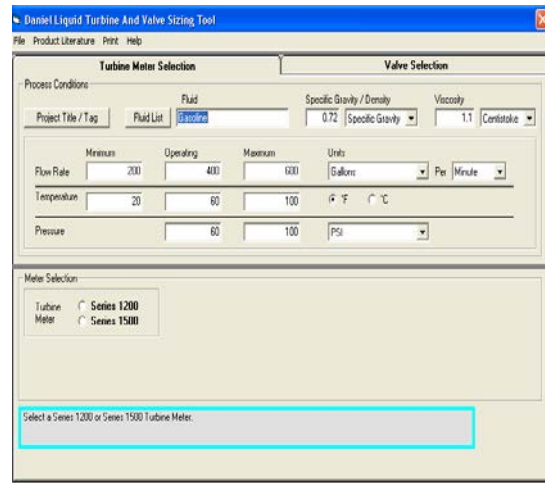 Daniel Liquid Turbine And Valve Sizing Tool
File Product Literature Print Help
Turbine Meter Selection Valve Selection
Process Conditions
Fluid Specific Gravity / Density Viscosity
Project Title / Tag Fluid List Gasoline 0.72 Specific Gravity 1.1 Centistoke
Minimum Operating Maximum Units
Flow Rate 200 400 600 Gallons Per Minute
Temperature 20 60 100 °F °C
Pressure 60 100 PSI
Meter Selection
Turbine Meter Series 1200
Series 1500
Select a Series 1200 or Series 1500 Turbine Meter.